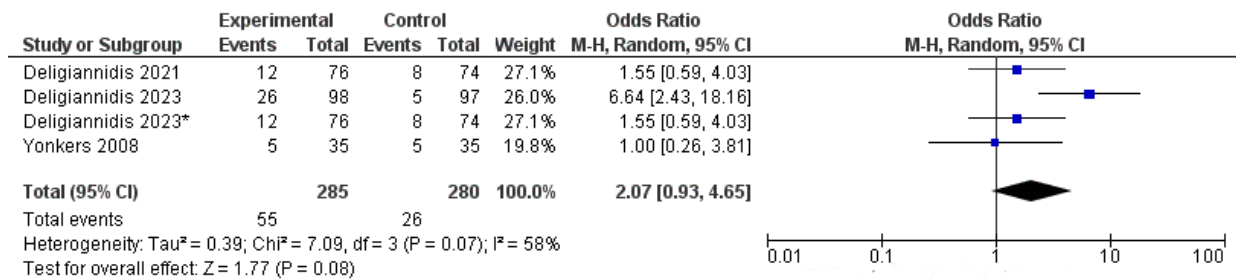 Experimental Control Odds Ratio Odds Ratio
Study or Subgroup Events Total Events Total Weight M-H, Random, 95% CI M-H, Random, 95% CI
Deligiannidis 2021 12 76 8 74 27.1% 1.55 [0.59, 4.03]
Deligiannidis 2023 26 98 5 97 26.0% 6.64 [2.43, 18.16]
Deligiannidis 2023* 12 76 8 74 27.1% 1.55 [0.59, 4.03]
Yonkers 2008 5 35 5 35 19.8% 1.00 [0.26, 3.81]
Total (95% CI) 285 280 100.0% 2.07 [0.93, 4.65]
Total events 55 26
Heterogeneity: Tau² = 0.39; Chi² = 7.09, df = 3 (P = 0.07); I² = 58%
Test for overall effect: Z = 1.77 (P = 0.08)
0.01 0.1 1 10 100